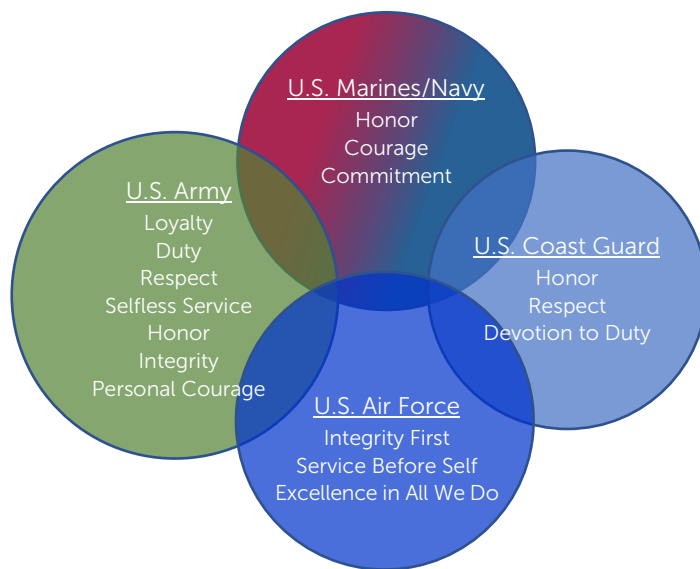 U.S. Marines/Navy
Honor
Courage
Commitment
U.S. Army
Loyalty
Duty
Respect
Selfless Service
Honor
Integrity
Personal Courage
U.S. Coast Guard
Honor
Respect
Devotion to Duty
U.S. Air Force
Integrity First
Service Before Self
Excellence in All We Do